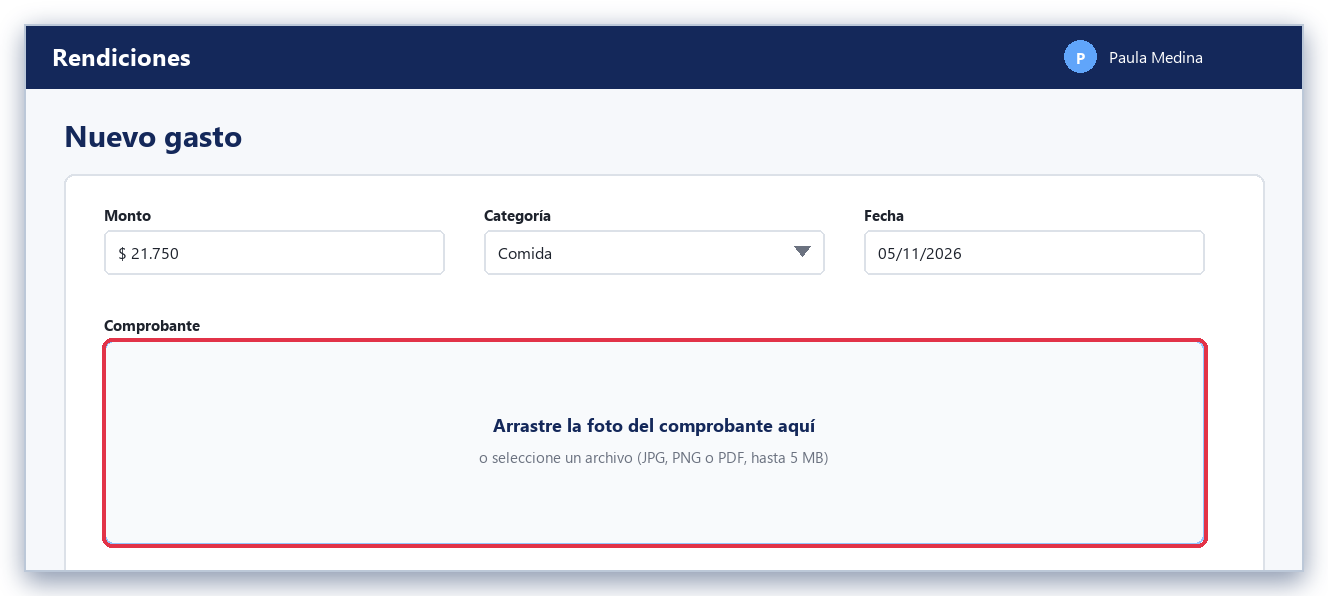 Rendiciones
P
Paula Medina
Nuevo gasto
Monto
Categoría
Fecha
$ 21.750
Comida
05/11/2026
Comprobante
Arrastre la foto del comprobante aquí
o seleccione un archivo (JPG, PNG o PDF, hasta 5 MB)